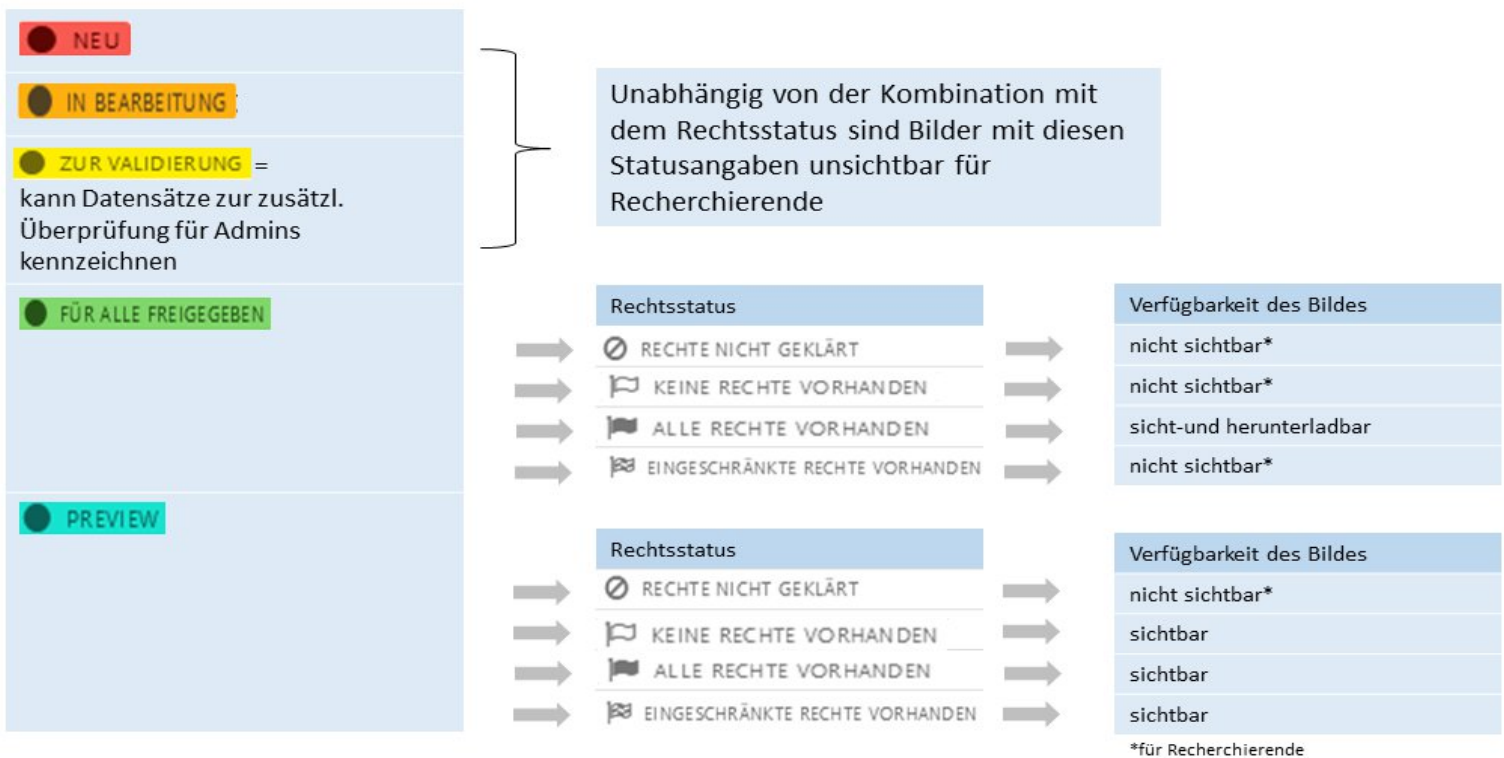 NEU
IN BEARBEITUNG
ZUR VALIDIERUNG =
kann Datensätze zur zusätzl.
Überprüfung für Admins
kennzeichnen
Unabhängig von der Kombination mit
dem Rechtsstatus sind Bilder mit diesen
Statusangaben unsichtbar für
Recherchierende
FÜR ALLE FREIGEGEBEN
Rechtsstatus
Verfügbarkeit des Bildes
RECHTE NICHT GEKLÄRT
nicht sichtbar*
KEINE RECHTE VORHANDEN
nicht sichtbar*
ALLE RECHTE VORHANDEN
sicht-und herunterladbar
EINGESCHRÄNKTE RECHTE VORHANDEN
nicht sichtbar*
PREVIEW
Rechtsstatus
Verfügbarkeit des Bildes
RECHTE NICHT GEKLÄRT
nicht sichtbar*
KEINE RECHTE VORHANDEN
sichtbar
ALLE RECHTE VORHANDEN
sichtbar
EINGESCHRÄNKTE RECHTE VORHANDEN
sichtbar
*für Recherchierende